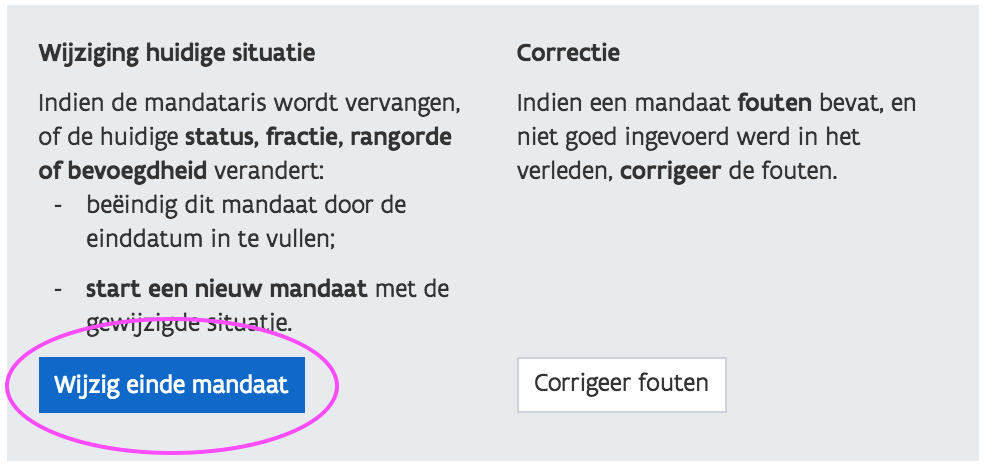 Wijziging huidige situatie
Indien de mandataris wordt vervangen,
of de huidige status, fractie, rangorde
of bevoegdheid verandert:
- beëindig dit mandaat door de
einddatum in te vullen;
- start een nieuw mandaat met de
gewijzigde situatie.
Wijzig einde mandaat
Correctie
Indien een mandaat fouten bevat, en
niet goed ingevoerd werd in het
verleden, corrigeer de fouten.
Corrigeer fouten